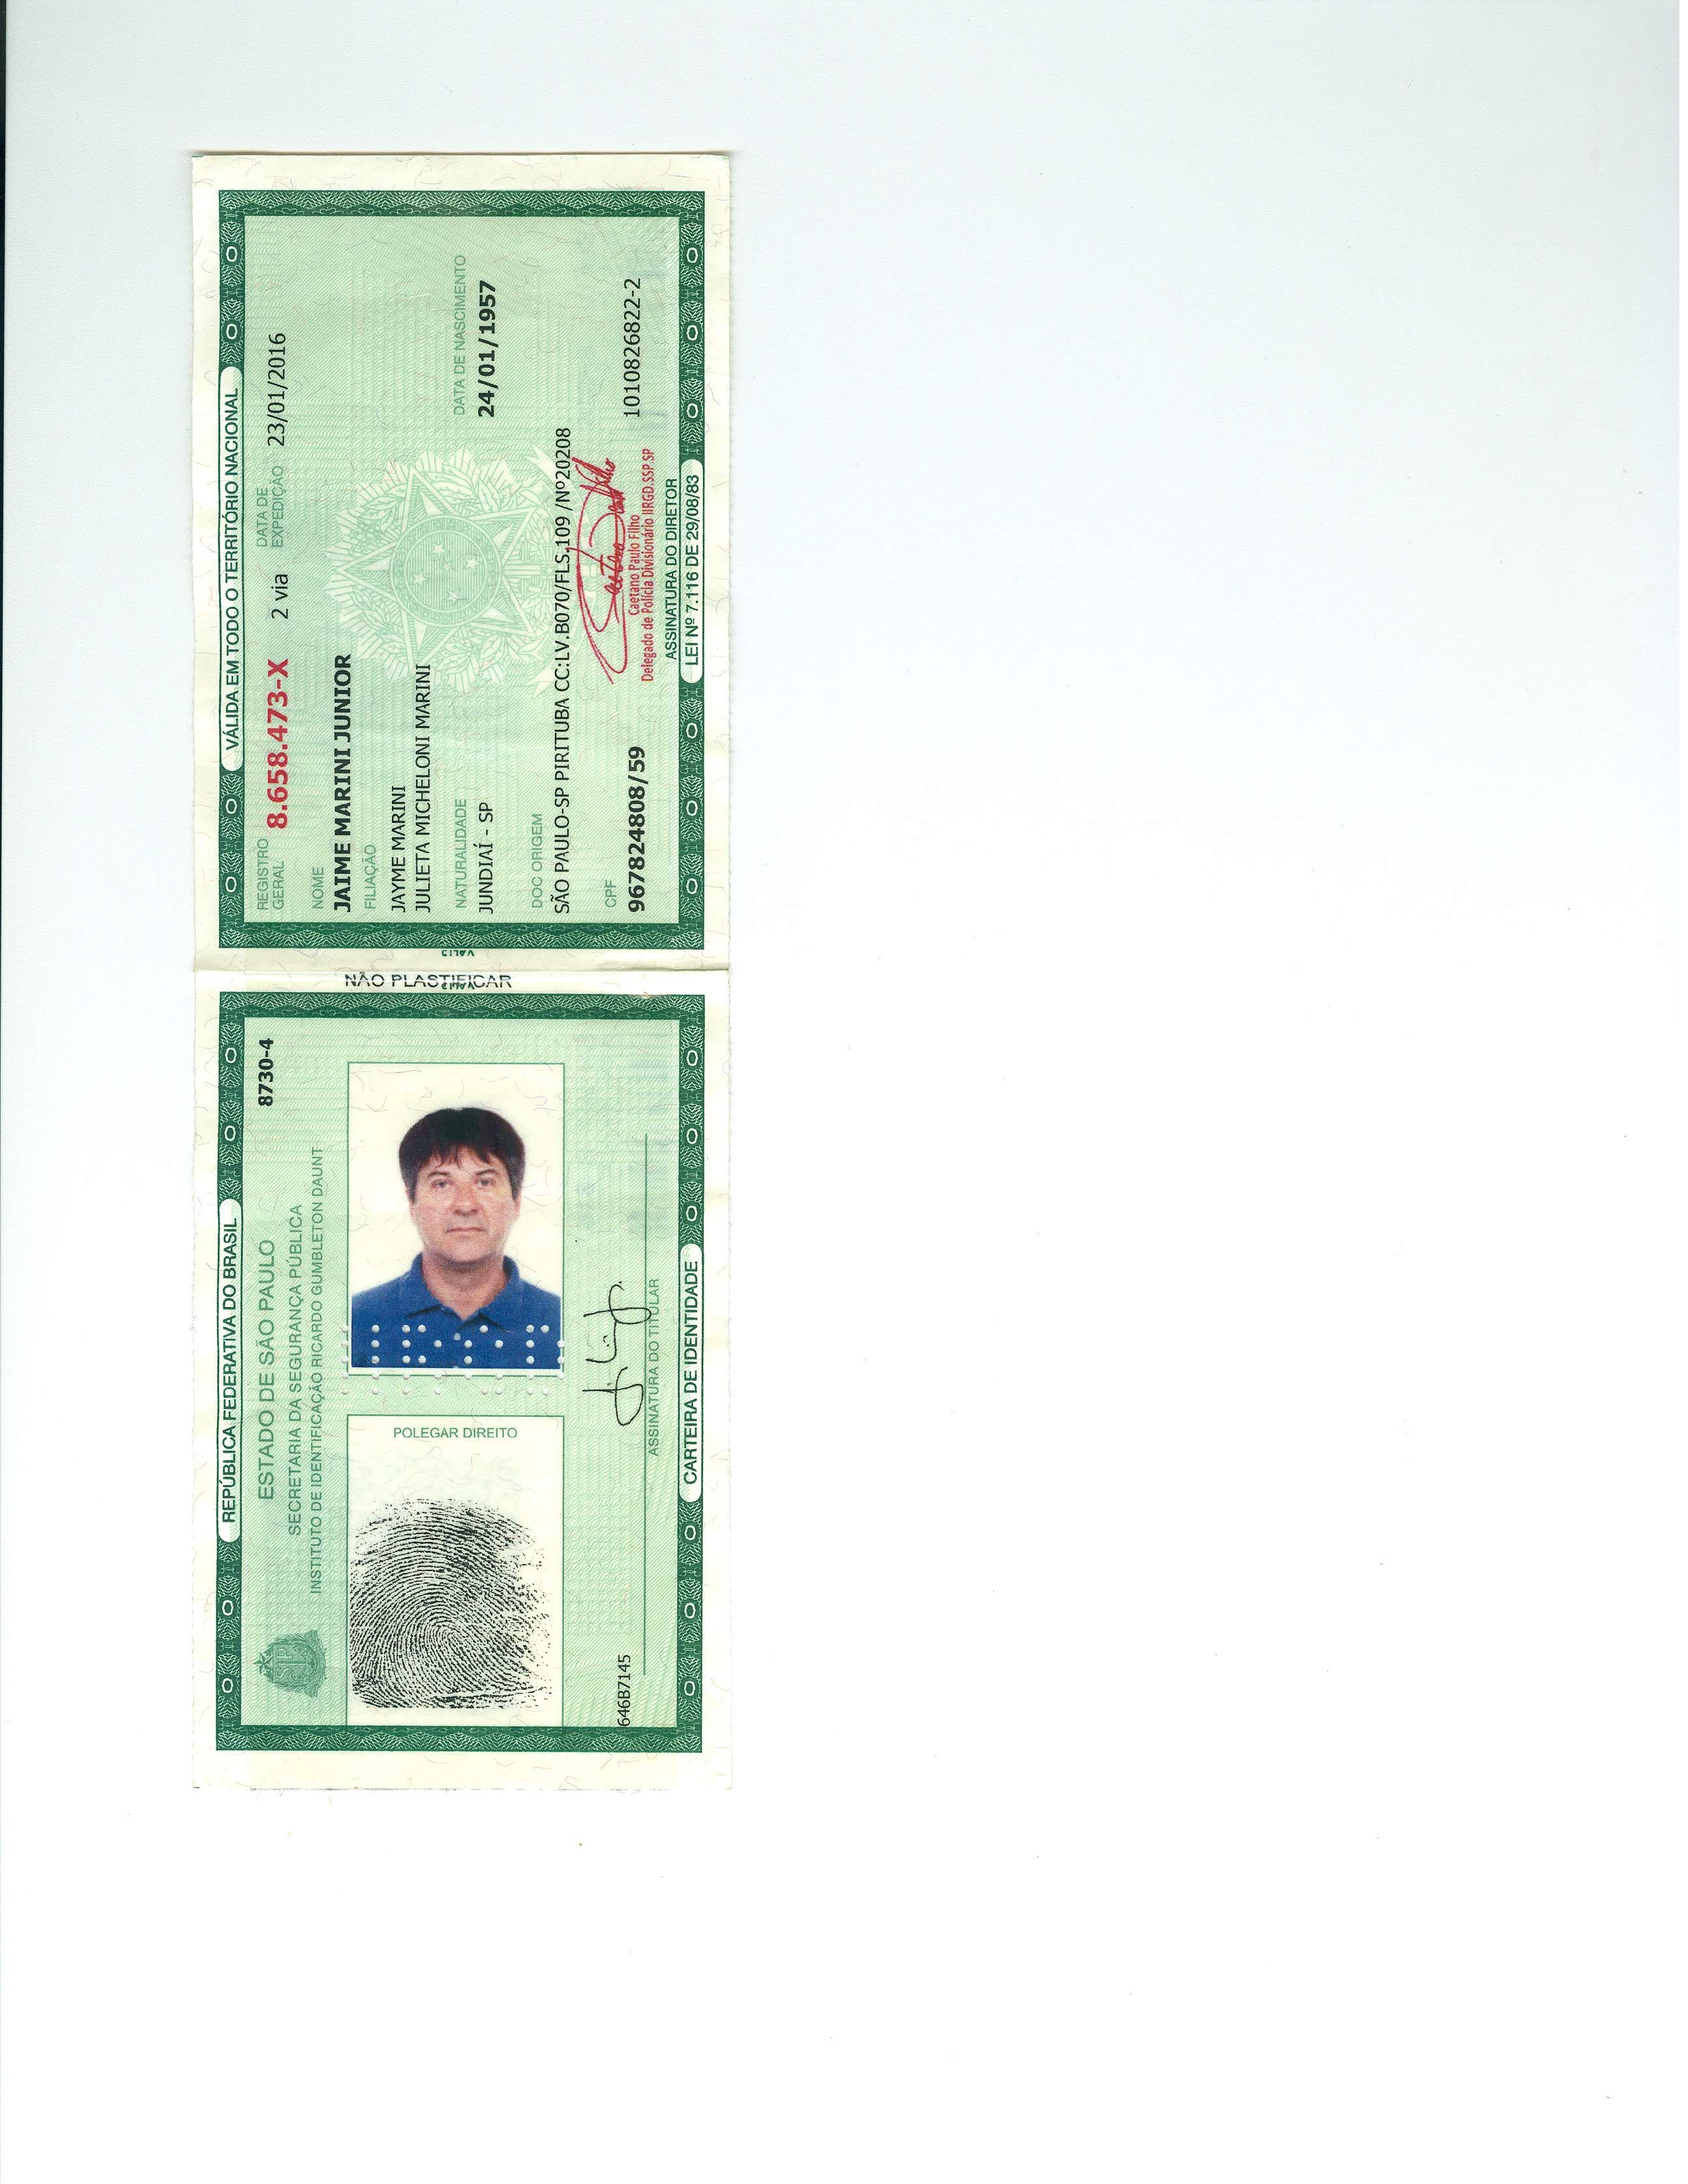 REPÚBLICA FEDERATIVA DO BRASIL
ESTADO DE SÃO PAULO
8730-4
SECRETARIA DA SEGURANÇA PÚBLICA
INSTITUTO DE IDENTIFICAÇÃO RICARDO GUMBLETON DAUNT
POLEGAR DIREITO
646B7145
ASSINATURA DO TITULAR
CARTEIRA DE IDENTIDADE
NÃO PLASTIFICAR
VÁLIDA EM TODO O TERRITÓRIO NACIONAL
REGISTRO GERAL 8.658.473-X 2 via DATA DE EXPEDIÇÃO 23/01/2016
NOME
JAIME MARINI JUNIOR
FILIAÇÃO
JAYME MARINI
JULIETA MICHELONI MARINI
NATURALIDADE DATA DE NASCIMENTO
JUNDIAÍ - SP 24/01/1957
DOC ORIGEM
SÃO PAULO-SP PIRITUBA CC:LV.B070/FLS.109 /Nº20208
CPF
967824808/59
Caetano Paulo Filho
Delegado de Polícia Divisionário IIRGD.SSP.SP
1010826822-2
ASSINATURA DO DIRETOR
LEI Nº 7.116 DE 29/08/83